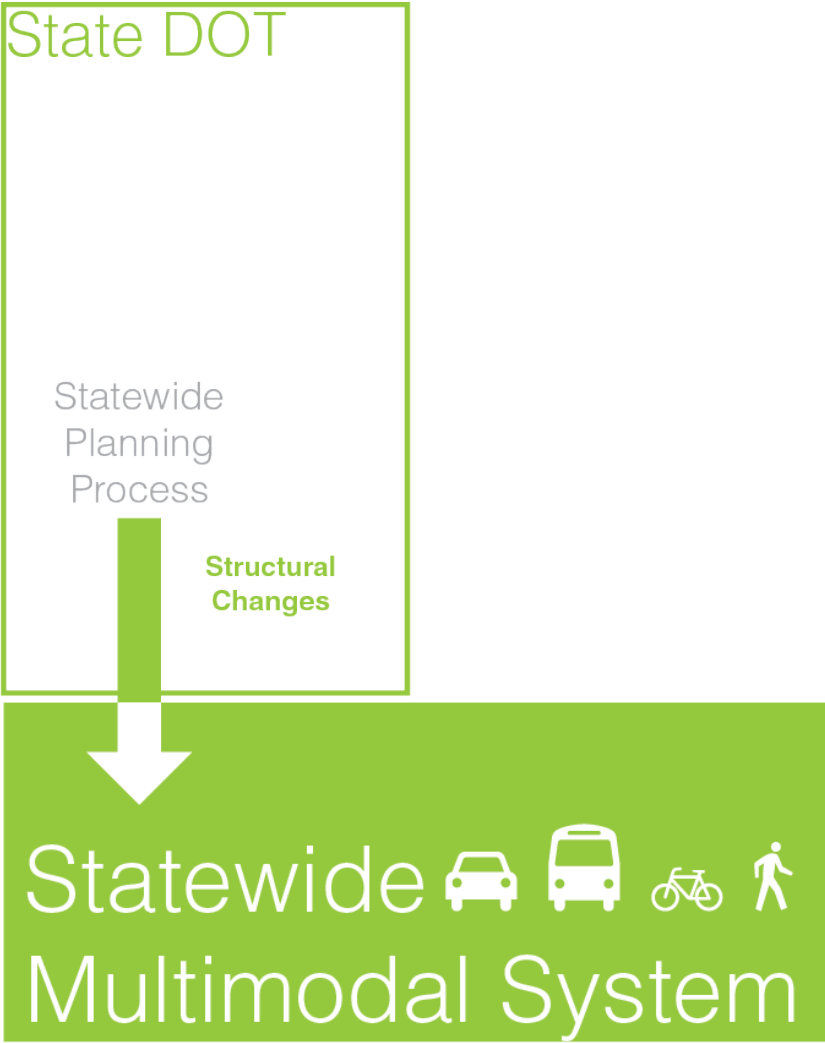 State DOT
Statewide
Planning
Process
Structural
Changes
Statewide
Multimodal System